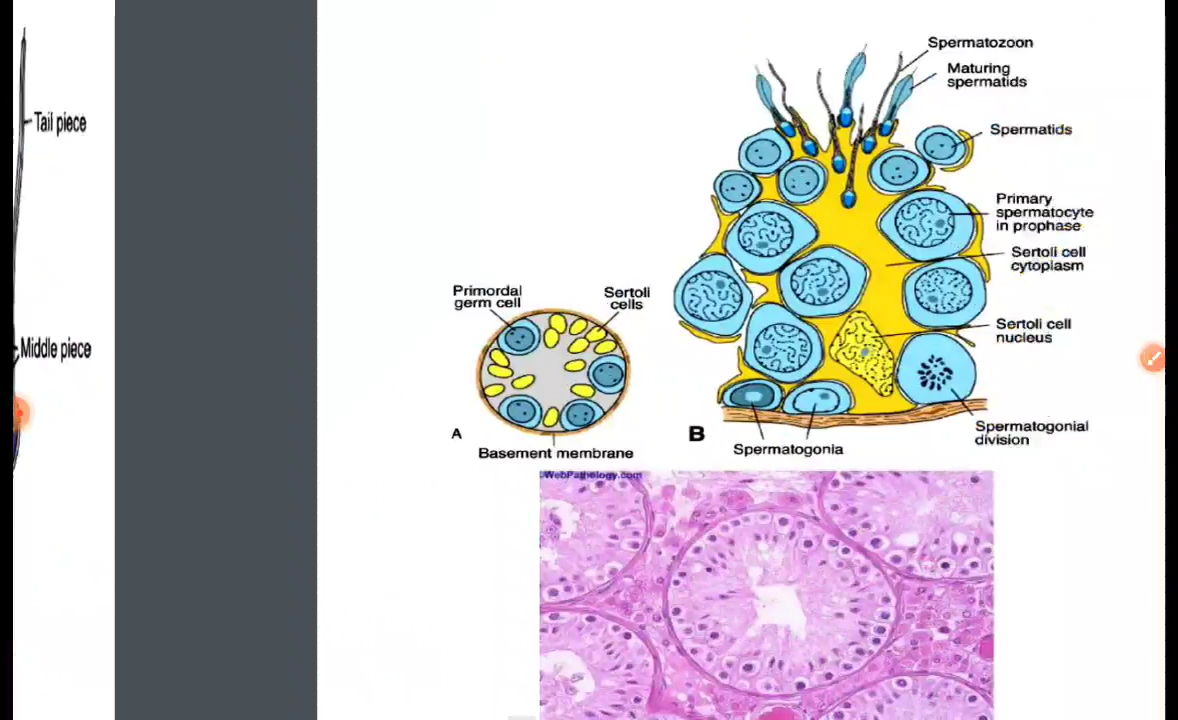 Tail piece
Middle piece
Primordal
germ cell
Sertoli
cells
A
Basement membrane
Spermatozoon
Maturing
spermatids
Spermatids
Primary
spermatocyte
in prophase
Sertoli cell
cytoplasm
Sertoli cell
nucleus
Spermatogonial
division
B
Spermatogonia
©WebPathology.com